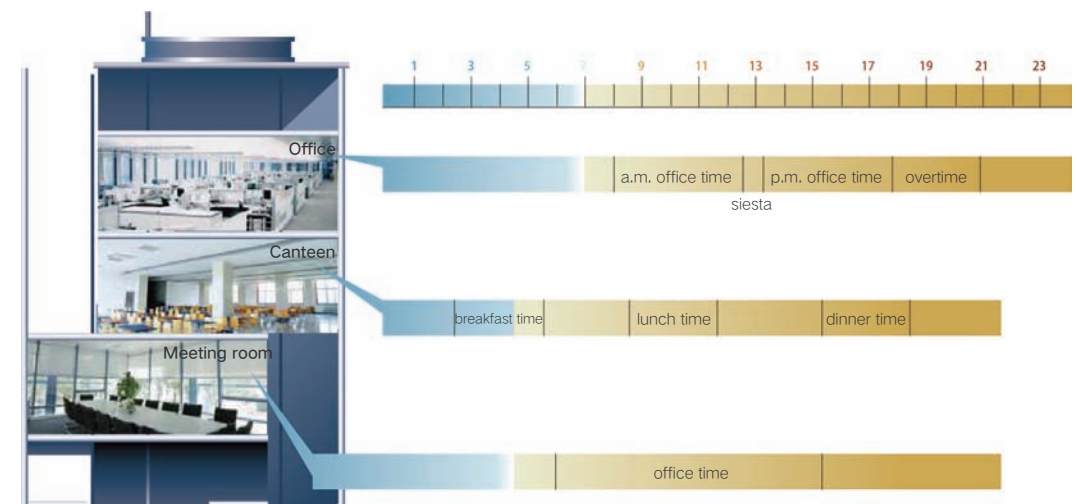 1 3 5 7 9 11 13 15 17 19 21 23
Office
a.m. office time p.m. office time overtime
siesta
Canteen
breakfast time lunch time dinner time
Meeting room
office time